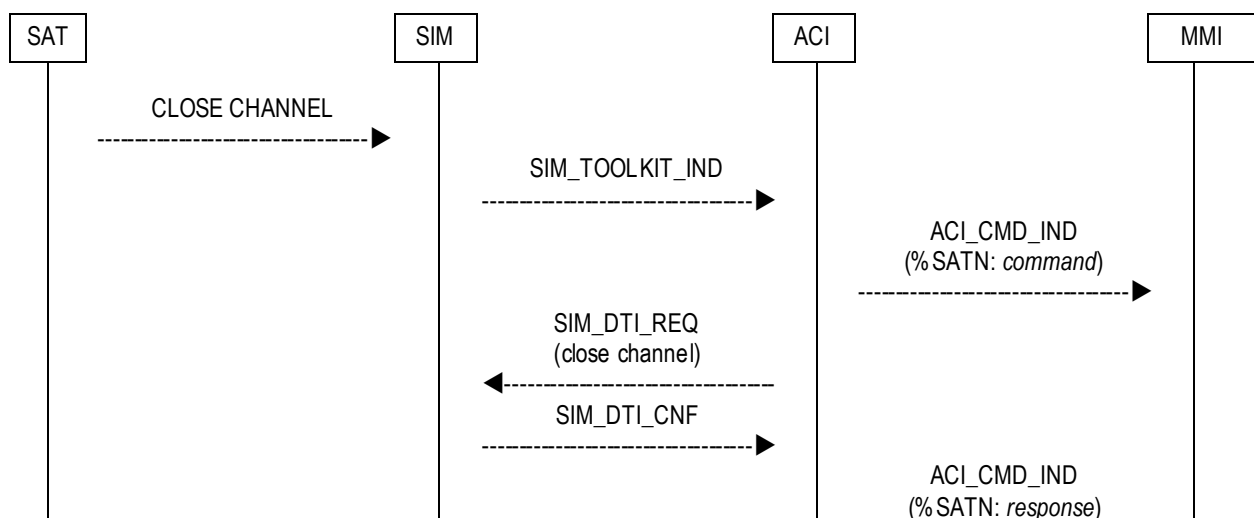 SAT
SIM
ACI
MMI
CLOSE CHANNEL
SIM_TOOLKIT_IND
ACI_CMD_IND
(%SATN: command)
SIM_DTI_REQ
(close channel)
SIM_DTI_CNF
ACI_CMD_IND
(%SATN: response)